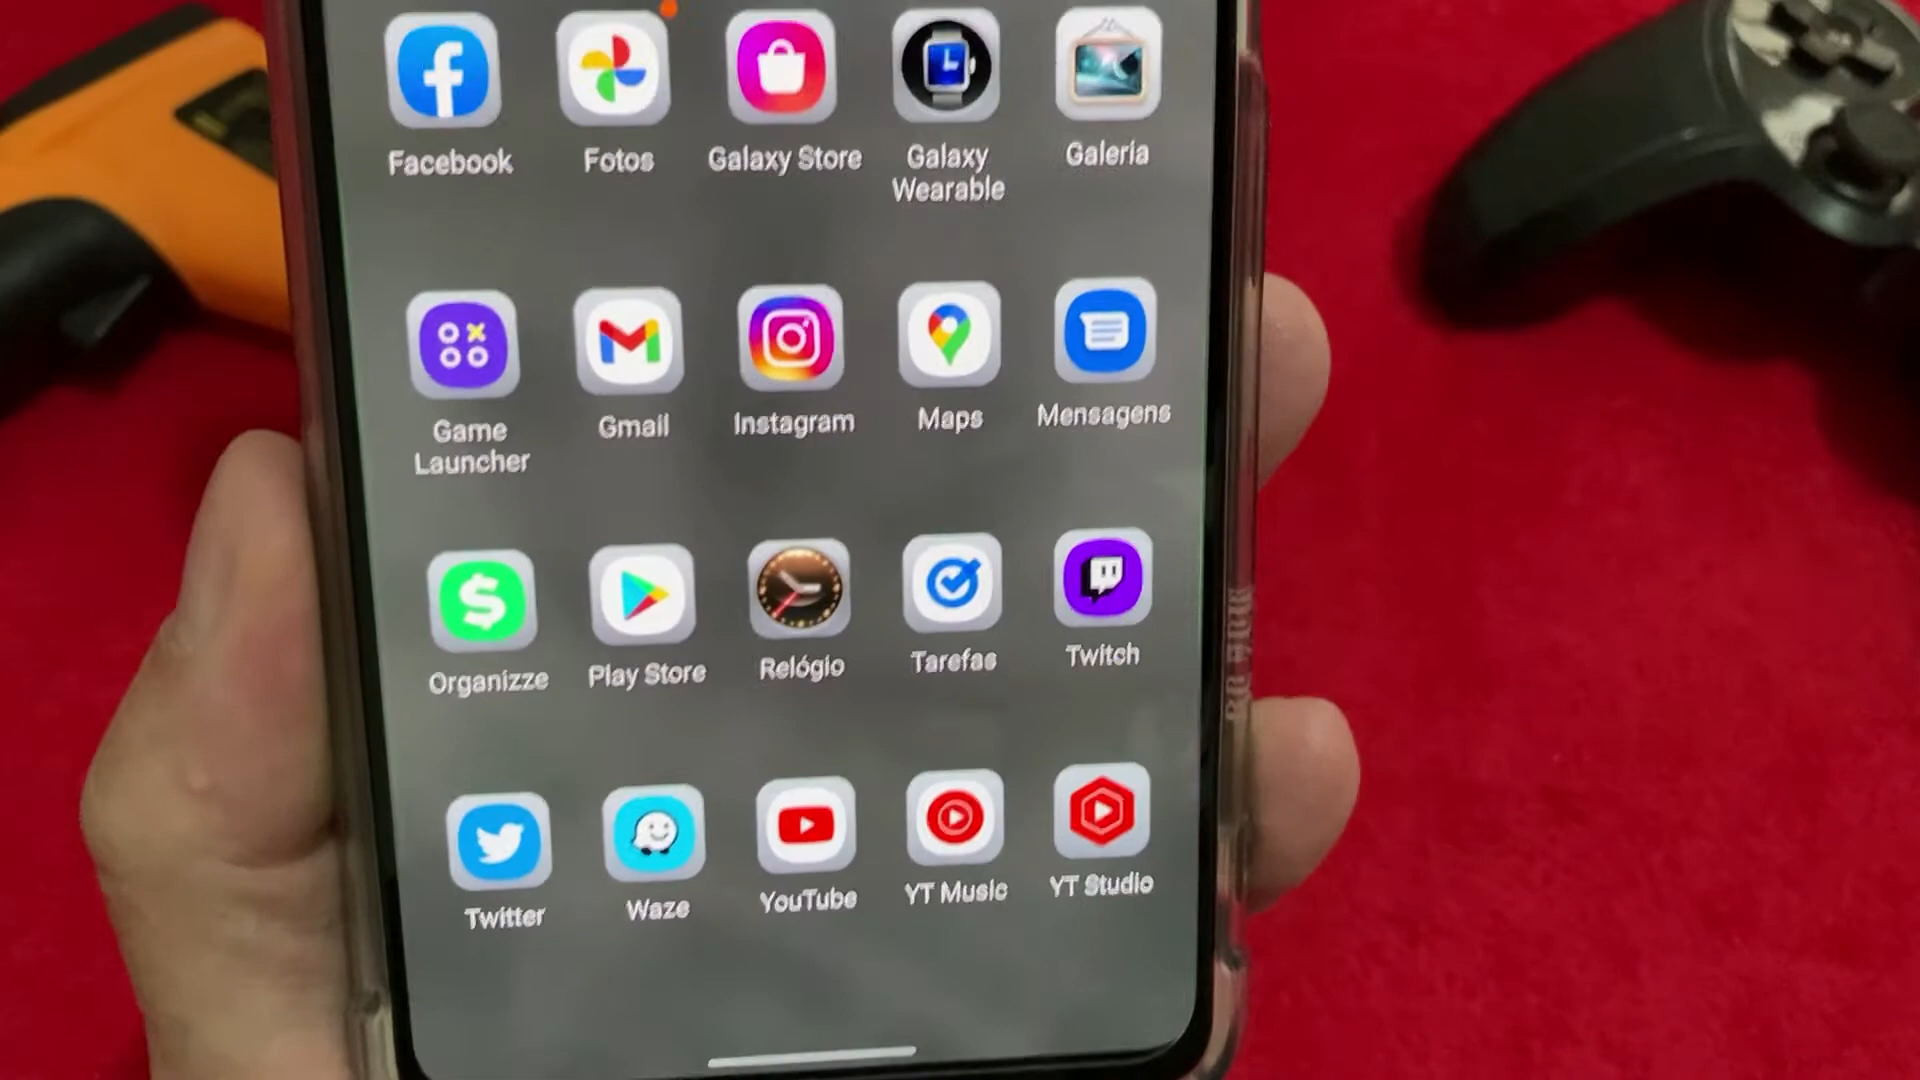 Facebook
Fotos
Galaxy Store
Galaxy
Wearable
Galeria
Game
Launcher
Gmail
Instagram
Maps
Mensagens
Organizze
Play Store
Relógio
Tarefas
Twitch
Twitter
Waze
YouTube
YT Music
YT Studio